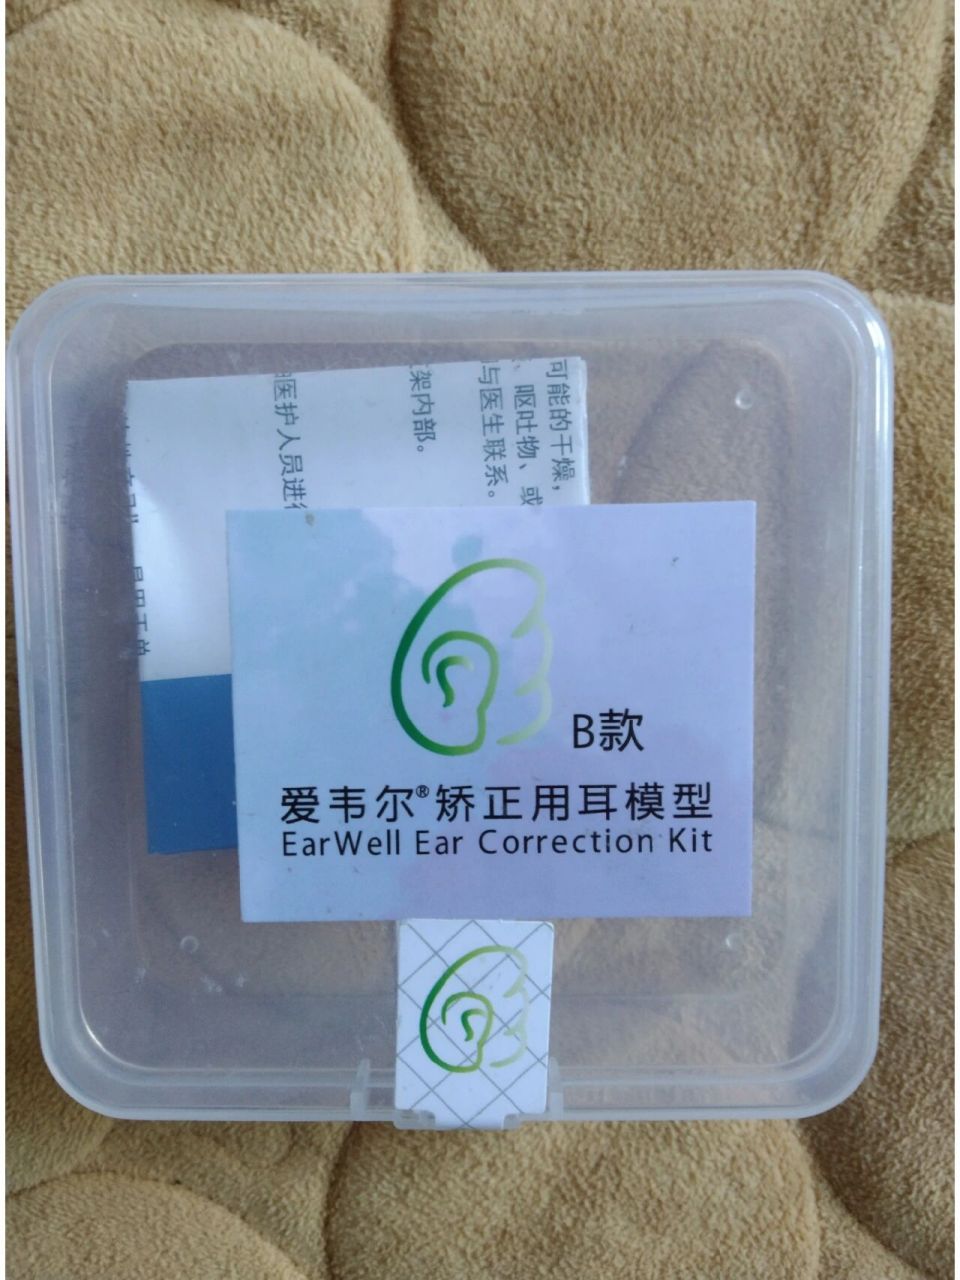 可能的干燥,
呕吐物、或
与医生联系。
架内部。
医护人员进行
B款
爱韦尔®矫正用耳模型
EarWell Ear Correction Kit